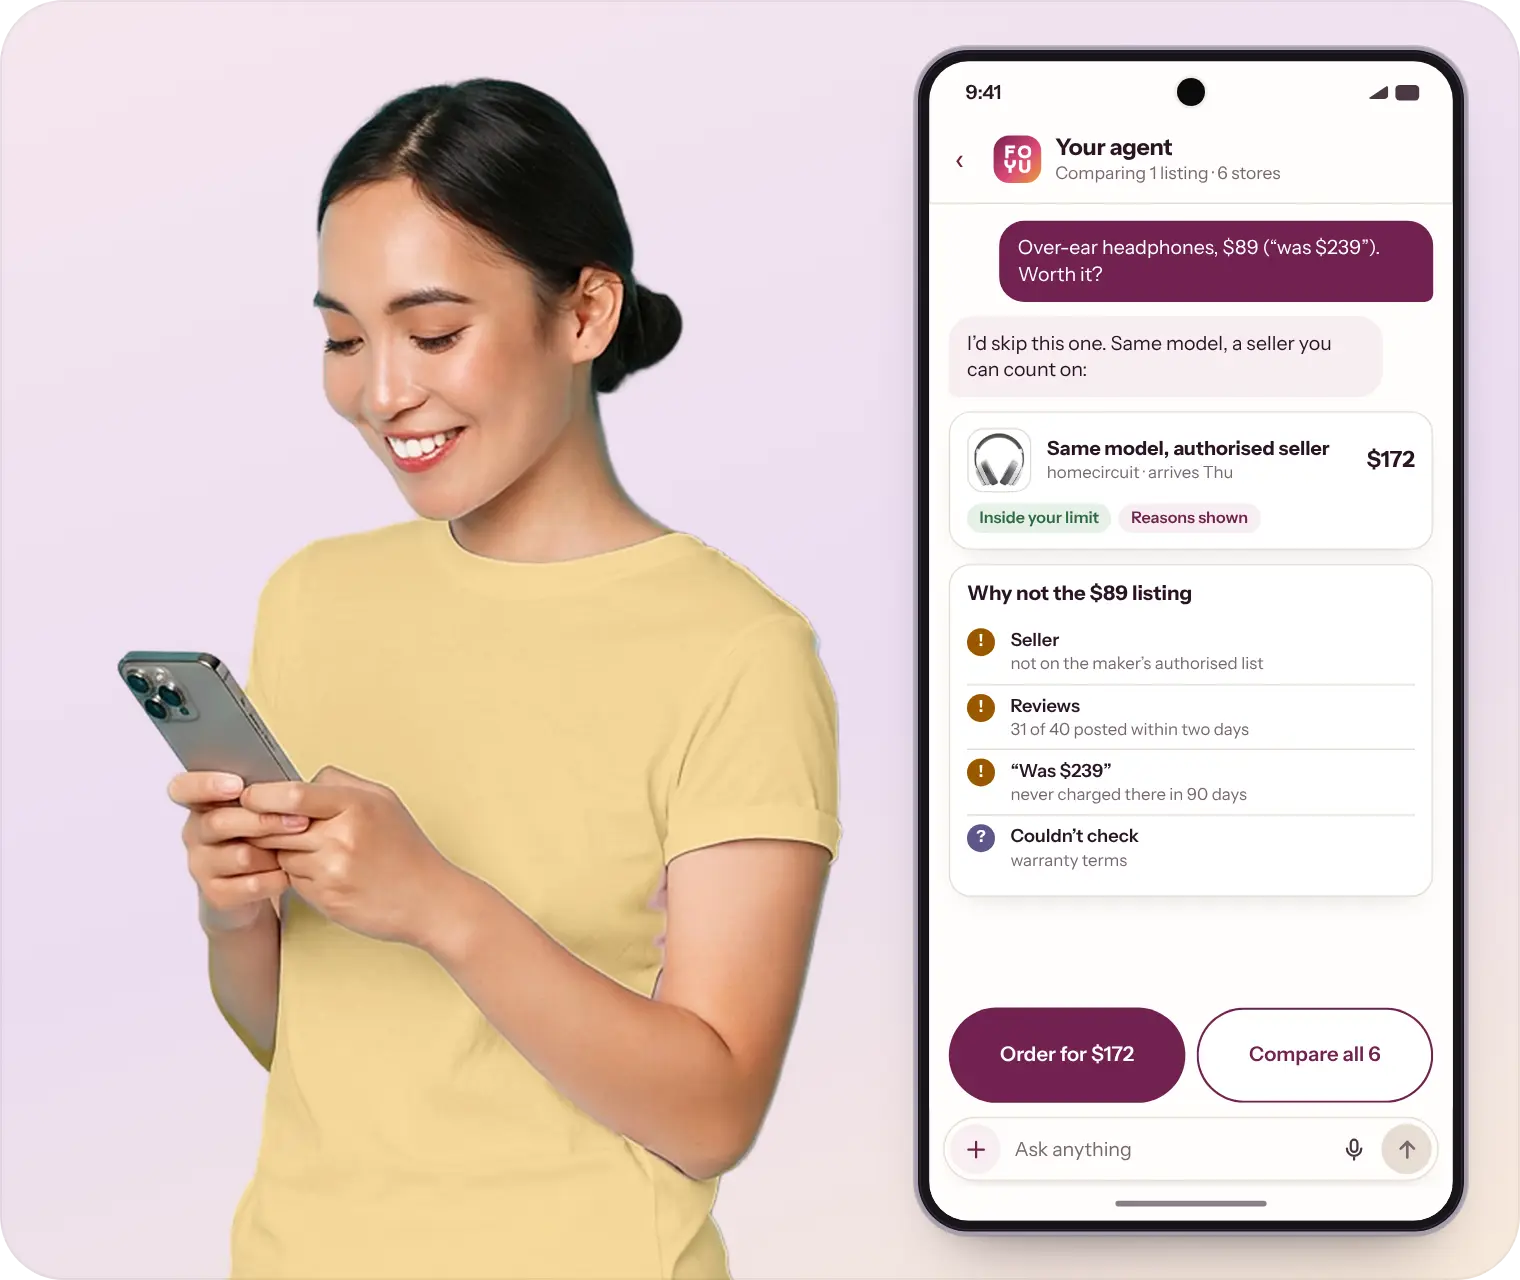 9:41
FO
YU
Your agent
Comparing 1 listing · 6 stores
Over-ear headphones, $89 (“was $239”).
Worth it?
I’d skip this one. Same model, a seller you
can count on:
Same model, authorised seller
homecircuit · arrives Thu
$172
Inside your limit
Reasons shown
Why not the $89 listing
!
Seller
not on the maker’s authorised list
!
Reviews
31 of 40 posted within two days
!
“Was $239”
never charged there in 90 days
?
Couldn’t check
warranty terms
Order for $172
Compare all 6
Ask anything